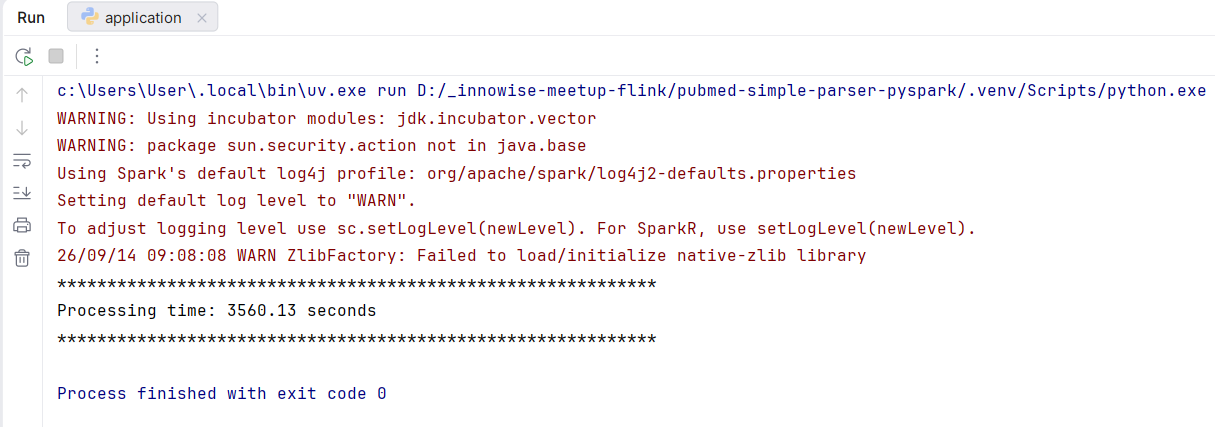 Run
application
c:\Users\User\.local\bin\uv.exe run D:/_innowise-meetup-flink/pubmed-simple-parser-pyspark/.venv/Scripts/python.exe
WARNING: Using incubator modules: jdk.incubator.vector
WARNING: package sun.security.action not in java.base
Using Spark's default log4j profile: org/apache/spark/log4j2-defaults.properties
Setting default log level to "WARN".
To adjust logging level use sc.setLogLevel(newLevel). For SparkR, use setLogLevel(newLevel).
26/09/14 09:08:08 WARN ZlibFactory: Failed to load/initialize native-zlib library
************************************************************
Processing time: 3560.13 seconds
************************************************************
Process finished with exit code 0